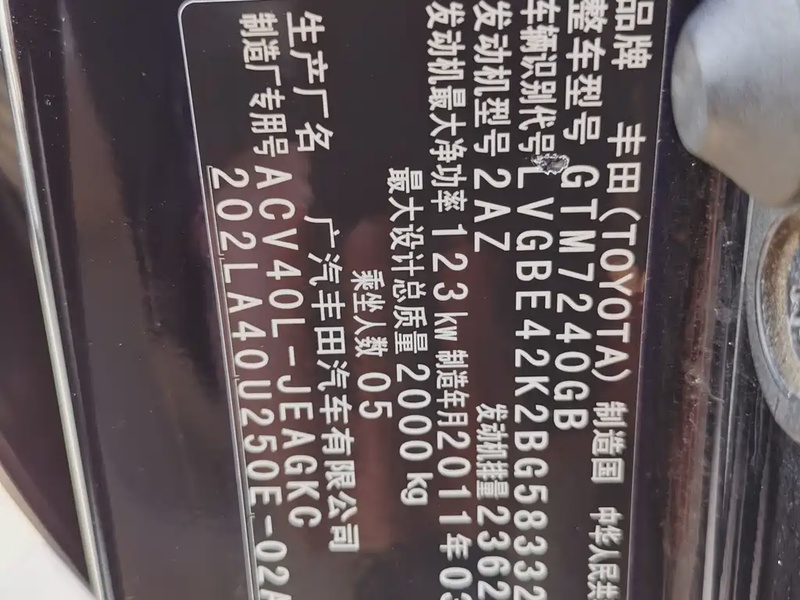 品牌 丰田(TOYOTA) 制造国 中华人民共
整车型号 GTM7240GB
车辆识别代号 LVGBE42K2BG58332
发动机型号 2AZ 发动机排量 2362
发动机最大净功率 123kw 制造年月 2011年03
最大设计总质量 2000kg
乘坐人数 05
生产厂名 广汽丰田汽车有限公司
制造厂专用号 ACV40L-JEAGKC
202LA40U250E-02A